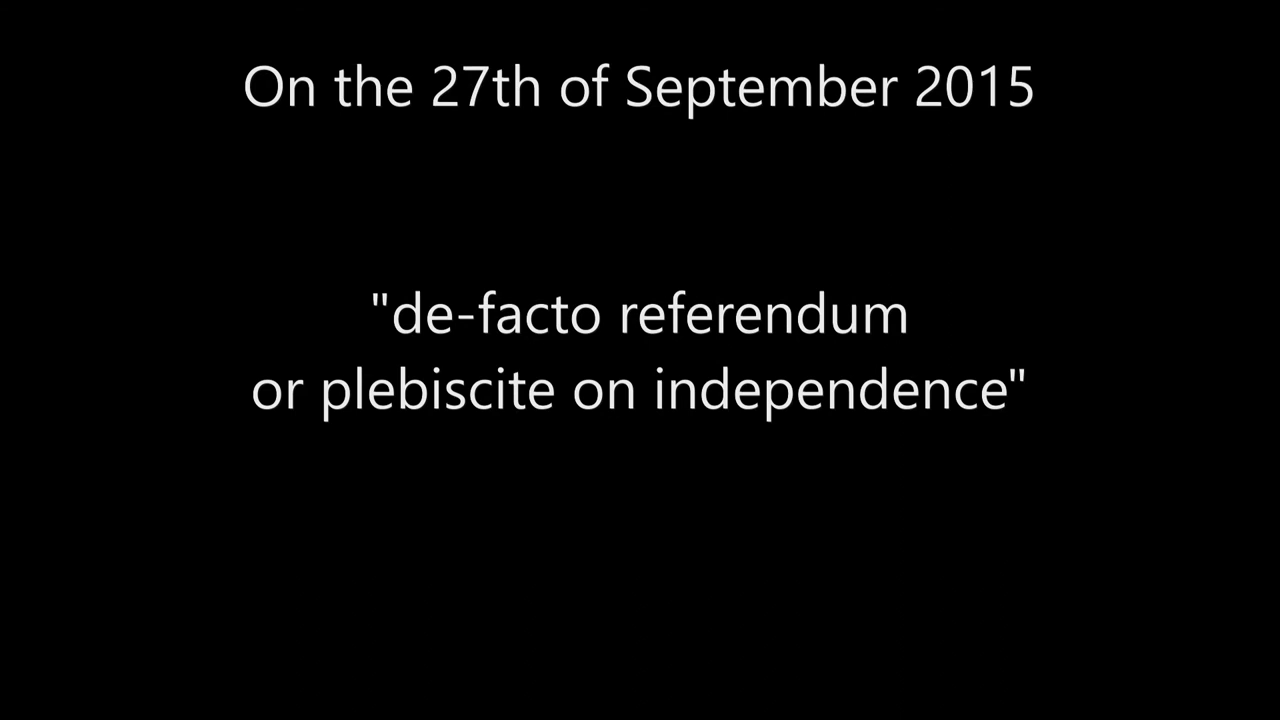 On the 27th of September 2015
"de-facto referendum
or plebiscite on independence"